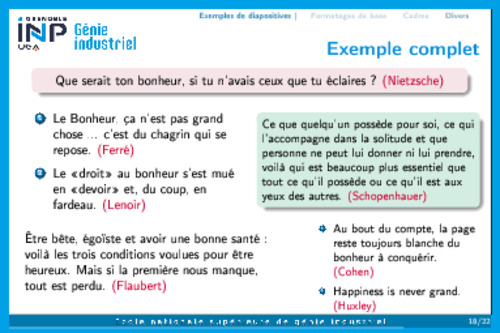 GRENOBLE
INP
UGA
Génie
industriel
Exemples de diapositives | Formatages de base Cadres Divers
Exemple complet
Que serait ton bonheur, si tu n'avais ceux que tu éclaires ? (Nietzsche)
1 Le Bonheur, ça n'est pas grand
chose ... c'est du chagrin qui se
repose. (Ferré)
2 Le «droit» au bonheur s'est mué
en «devoir» et, du coup, en
fardeau. (Lenoir)
Ce que quelqu'un possède pour soi, ce qui
l'accompagne dans la solitude et que
personne ne peut lui donner ni lui prendre,
voilà qui est beaucoup plus essentiel que
tout ce qu'il possède ou ce qu'il est aux
yeux des autres. (Schopenhauer)
Être bête, égoïste et avoir une bonne santé :
voilà les trois conditions voulues pour être
heureux. Mais si la première nous manque,
tout est perdu. (Flaubert)
Au bout du compte, la page
reste toujours blanche du
bonheur à conquérir.
(Cohen)
Happiness is never grand.
(Huxley)
Ecole nationale supérieure de génie industriel
18/22